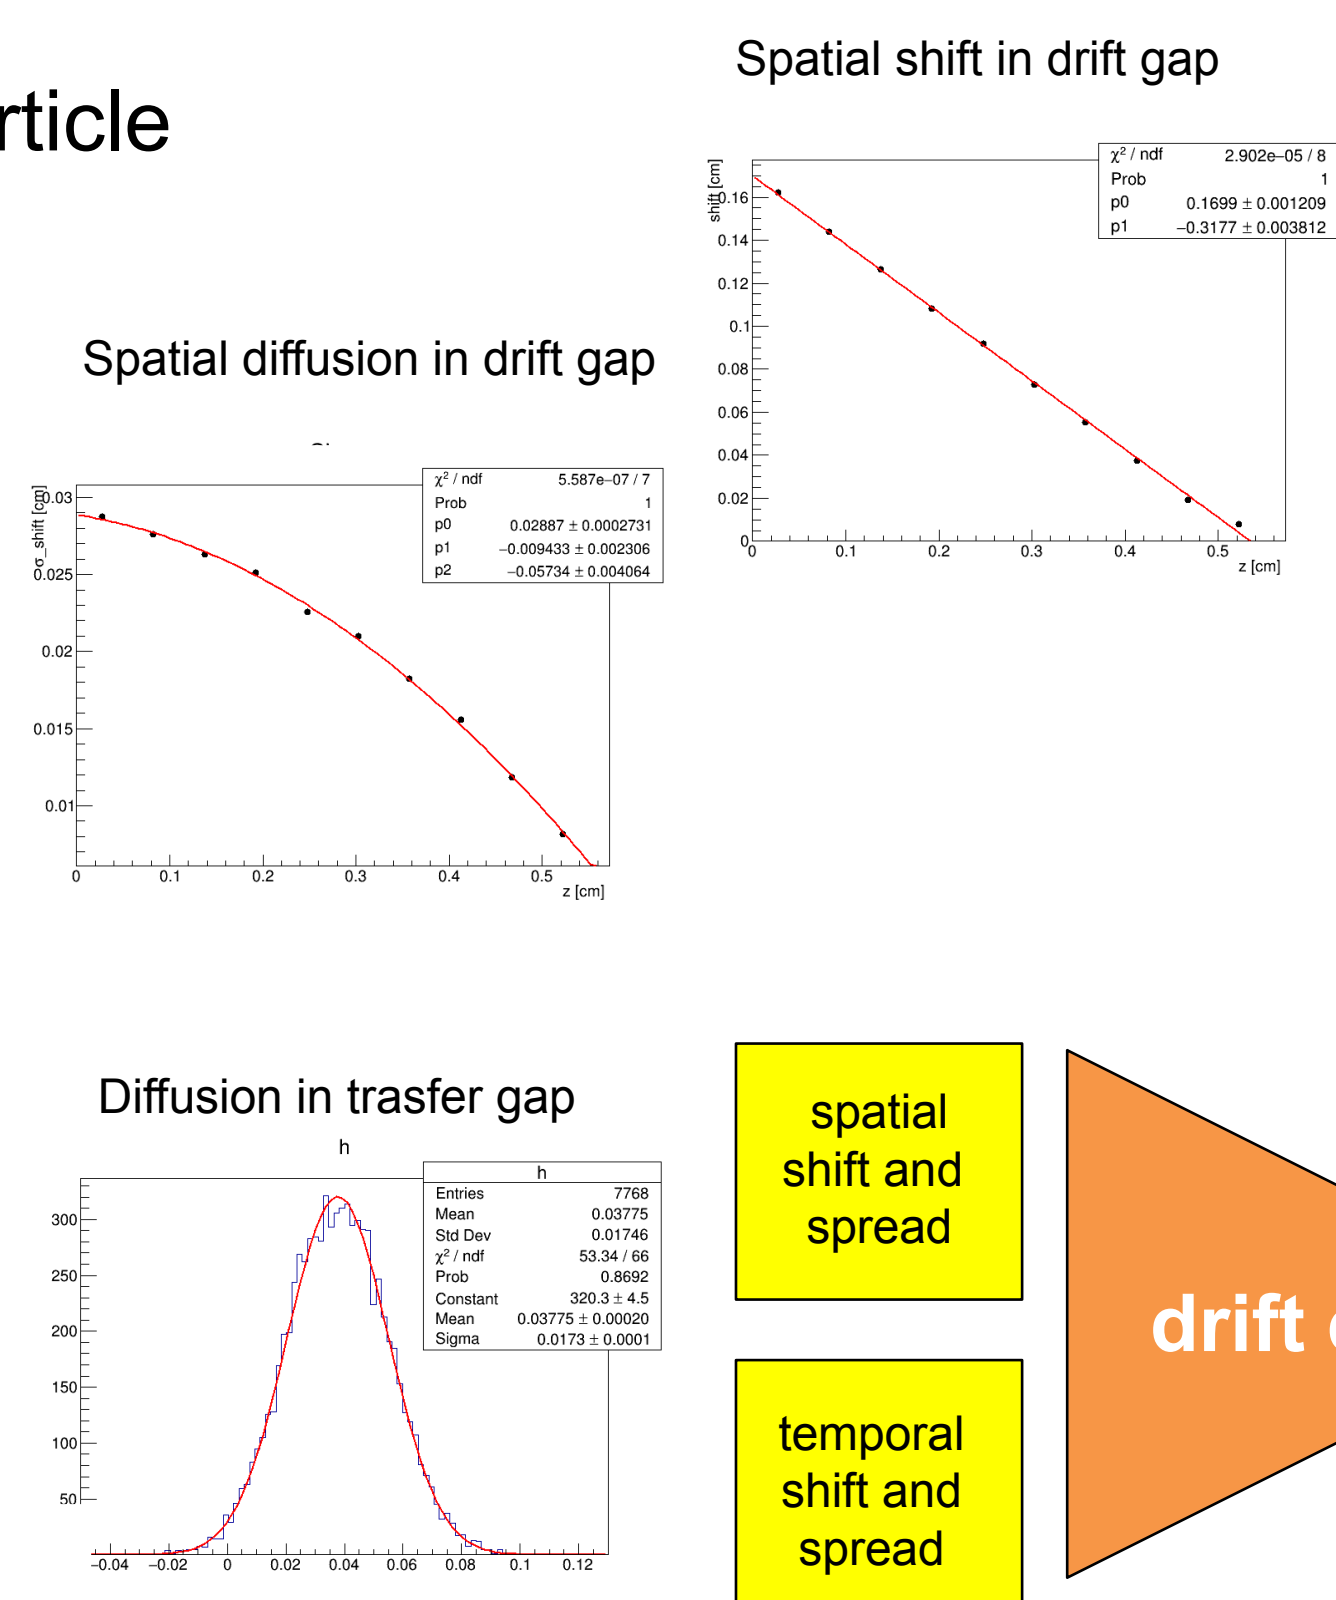 rticle
Spatial shift in drift gap
shift [cm]
χ² / ndf 2.902e−05 / 8
Prob 1
p0 0.1699 ± 0.001209
p1 −0.3177 ± 0.003812
0.16
0.14
0.12
0.1
0.08
0.06
0.04
0.02
0
0 0.1 0.2 0.3 0.4 0.5
z [cm]
Spatial diffusion in drift gap
σ_shift [cm]
χ² / ndf 5.587e−07 / 7
Prob 1
p0 0.02887 ± 0.0002731
p1 −0.009433 ± 0.002306
p2 −0.05734 ± 0.004064
0.03
0.025
0.02
0.015
0.01
0 0.1 0.2 0.3 0.4 0.5
z [cm]
Diffusion in trasfer gap
h
h
Entries 7768
Mean 0.03775
Std Dev 0.01746
χ² / ndf 53.34 / 66
Prob 0.8692
Constant 320.3 ± 4.5
Mean 0.03775 ± 0.00020
Sigma 0.0173 ± 0.0001
300
250
200
150
100
50
−0.04 −0.02 0 0.02 0.04 0.06 0.08 0.1 0.12
spatial
shift and
spread
temporal
shift and
spread
drift